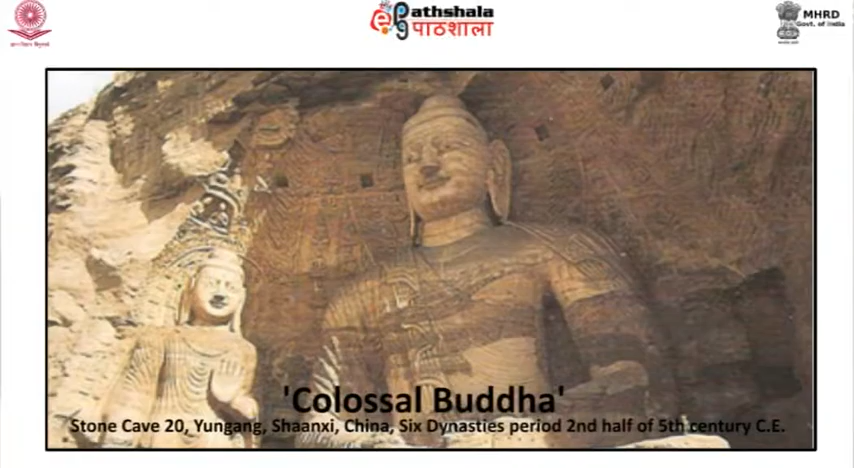 epathshala
g पाठशाला
MHRD
Govt. of India
'Colossal Buddha'
Stone Cave 20, Yungang, Shaanxi, China, Six Dynasties period 2nd half of 5th century C.E.